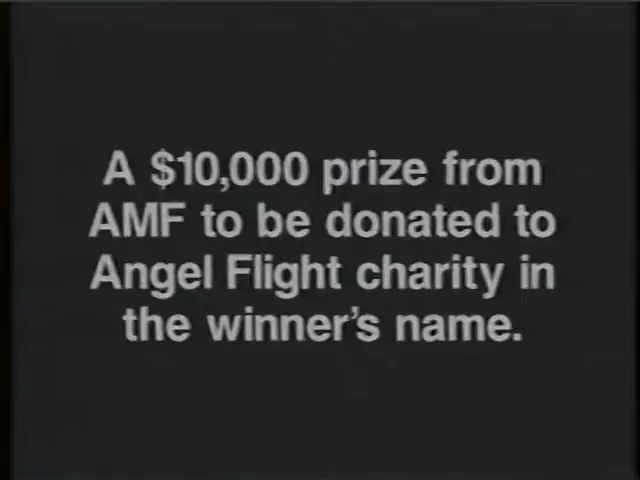 A $10,000 prize from
AMF to be donated to
Angel Flight charity in
the winner's name.